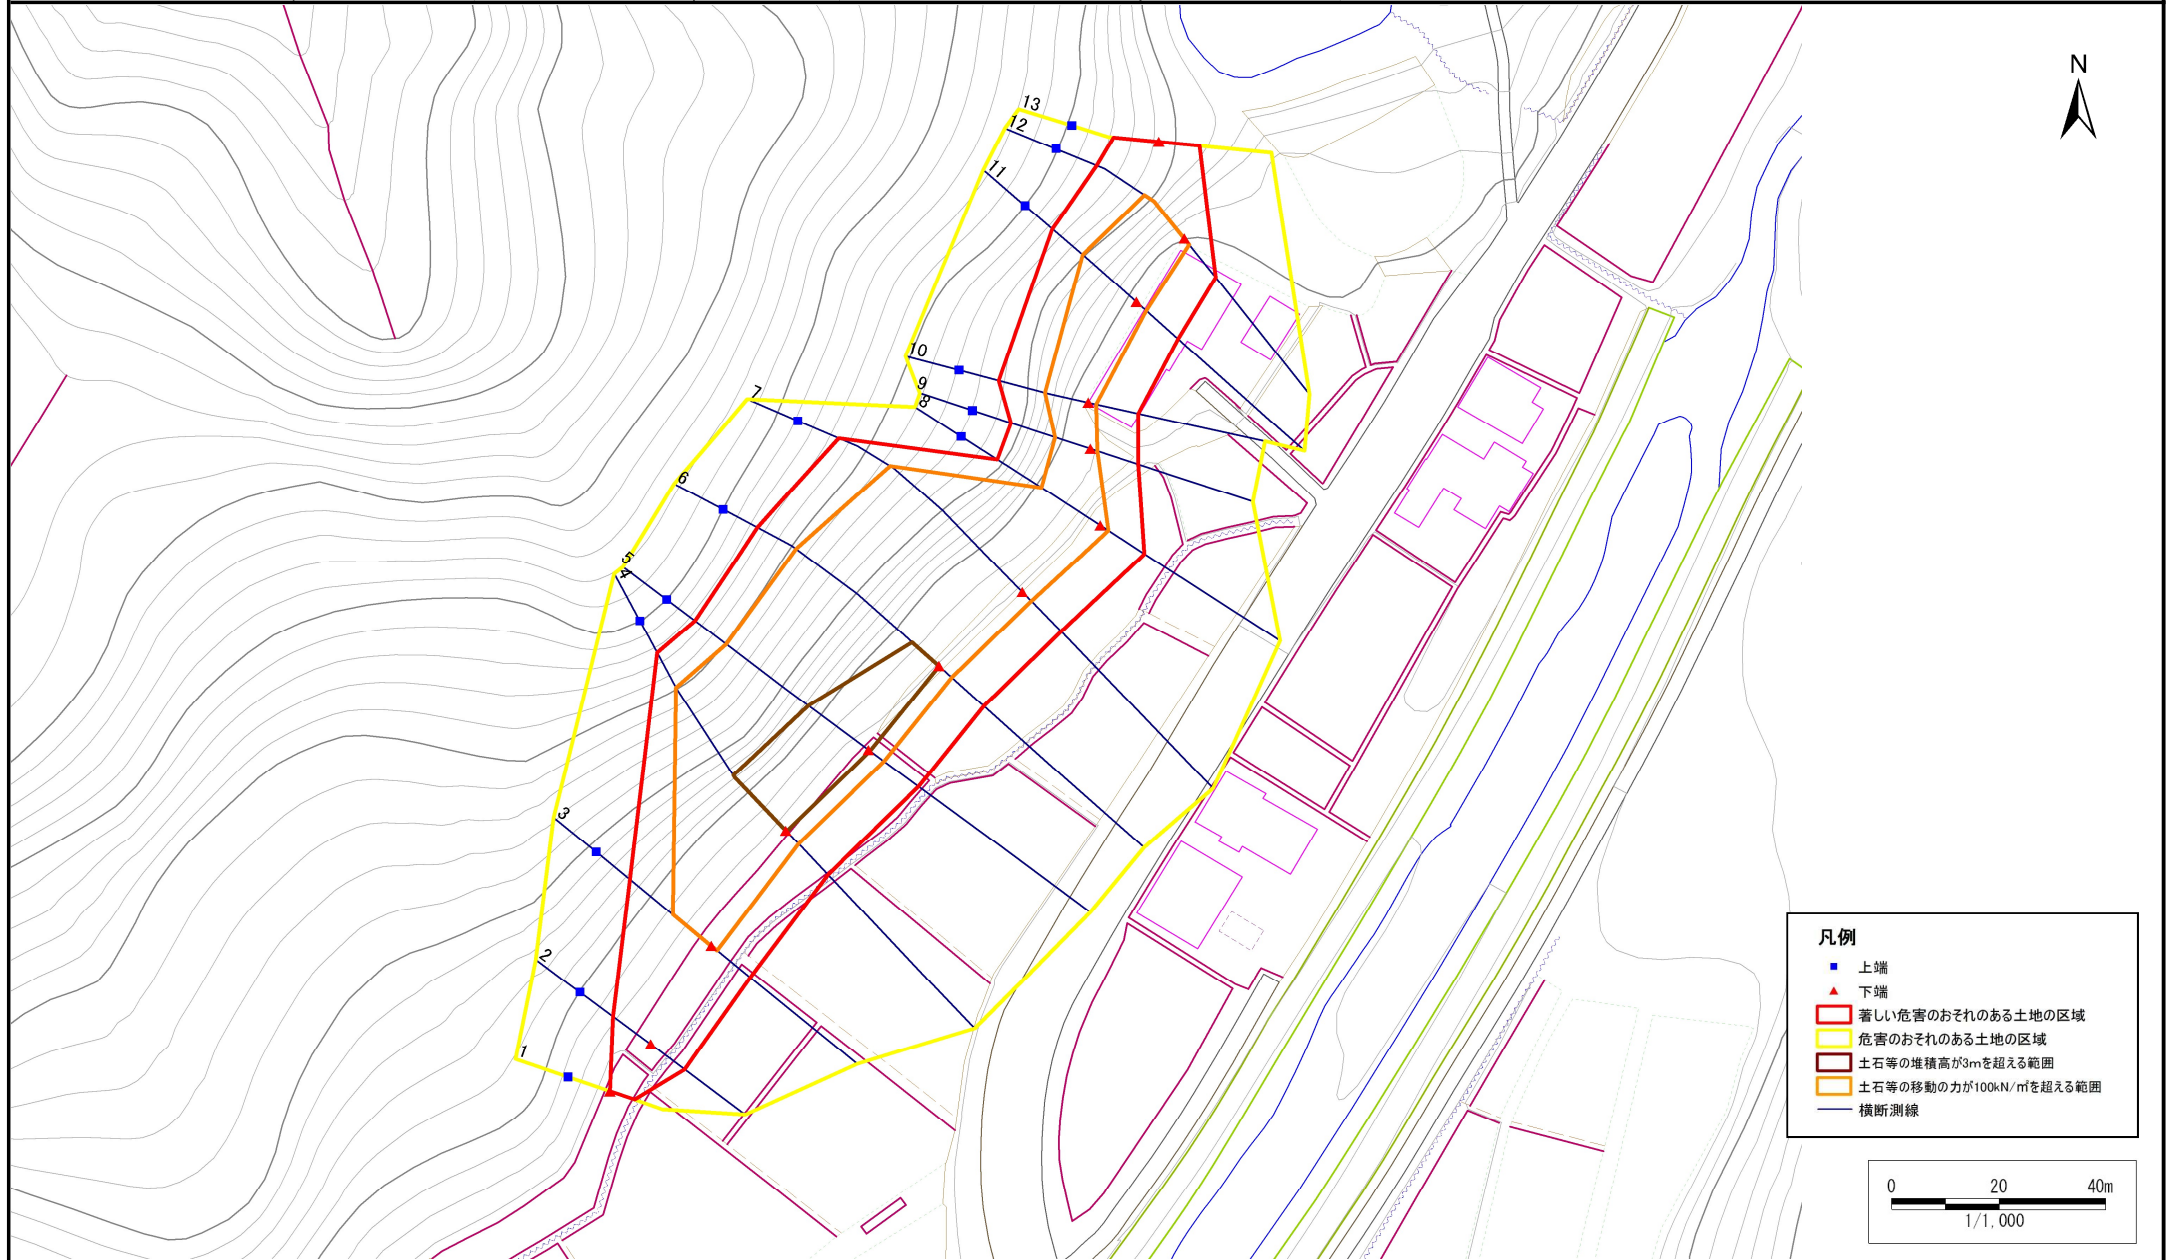 N
13
12
11
10
9
8
7
6
5
4
3
2
1
凡例
上端
下端
著しい危害のおそれのある土地の区域
危害のおそれのある土地の区域
土石等の堆積高が3mを超える範囲
土石等の移動の力が100kN/㎡を超える範囲
横断測線
0 20 40m
1/1,000